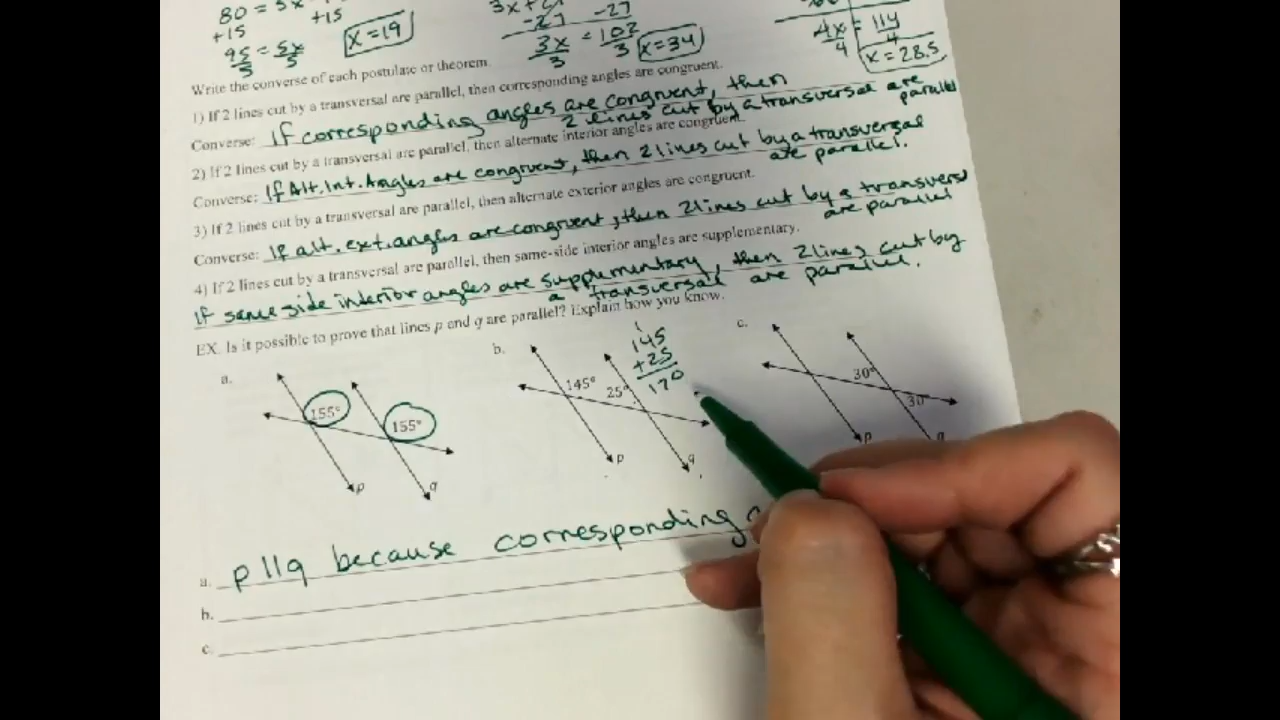 80 = 5x
+15 +15
95 = 5x
5 5
x = 19
-27 -27
3x = 102
3 3
x = 34
4x = 114
4 4
x = 28.5
Write the converse of each postulate or theorem.
1) If 2 lines cut by a transversal are parallel, then corresponding angles are congruent.
Converse: If corresponding angles are congruent, then
2 lines cut by a transversal are
parallel
2) If 2 lines cut by a transversal are parallel, then alternate interior angles are congruent.
Converse: If Alt. Int. Angles are congruent, then 2 lines cut by a transversal
are parallel.
3) If 2 lines cut by a transversal are parallel, then alternate exterior angles are congruent.
Converse: If alt. ext. angles are congruent, then 2 lines cut by a transversal
are parallel
4) If 2 lines cut by a transversal are parallel, then same-side interior angles are supplementary.
If same side interior angles are supplementary, then 2 lines cut by
a transversal are parallel.
EX. Is it possible to prove that lines p and q are parallel? Explain how you know.
a.
155°
155°
p
q
b.
145°
25°
p
q
1
145
+25
170
c.
30°
30
p
q
a. p||q because corresponding
b.
c.